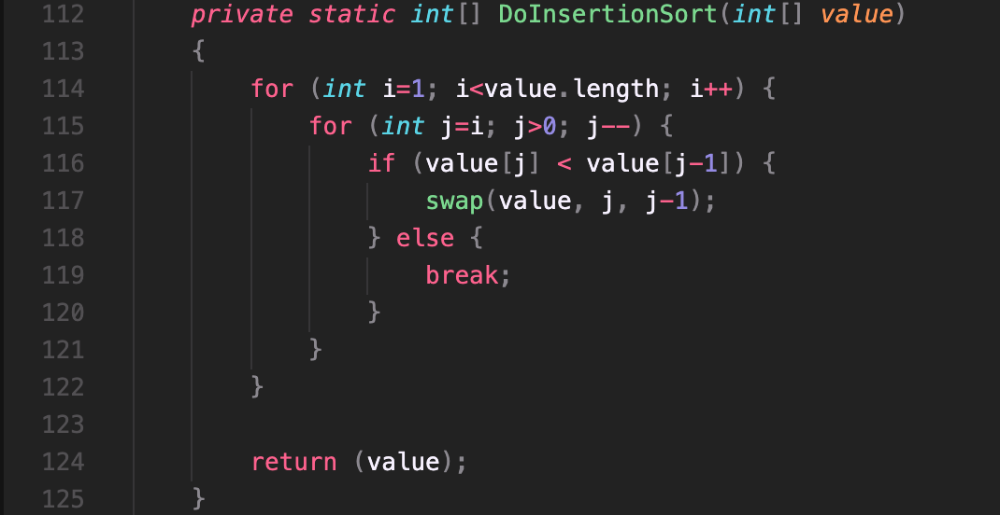 112 private static int[] DoInsertionSort(int[] value)
113 {
114 for (int i=1; i<value.length; i++) {
115 for (int j=i; j>0; j--) {
116 if (value[j] < value[j-1]) {
117 swap(value, j, j-1);
118 } else {
119 break;
120 }
121 }
122 }
123
124 return (value);
125 }